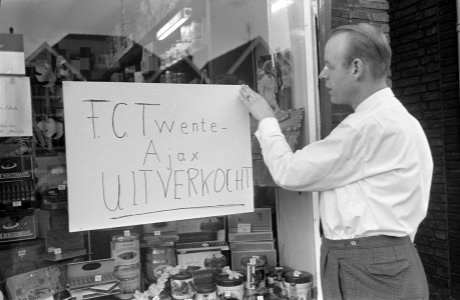 F.C. Twente-
Ajax
UITVERKOCHT